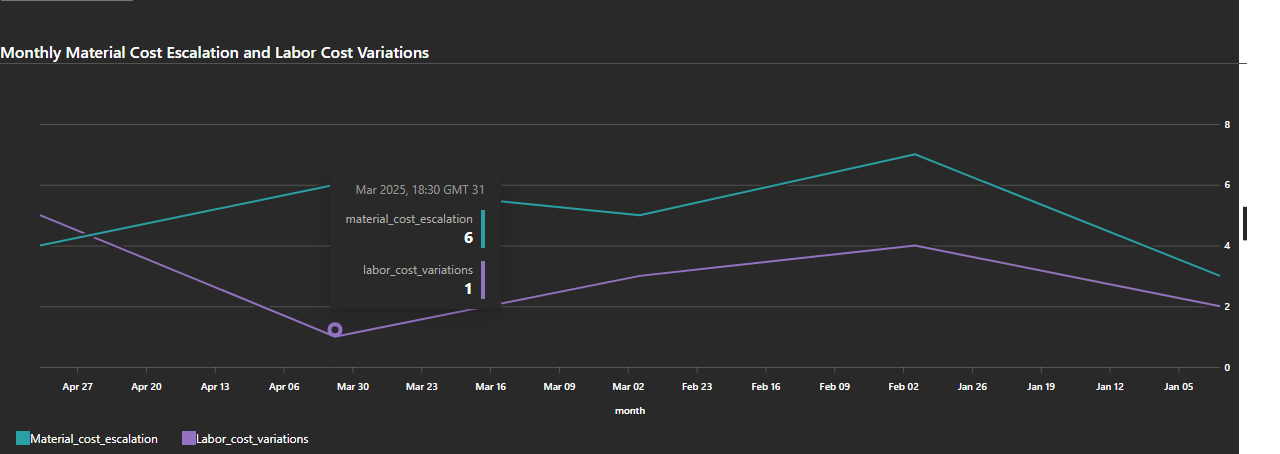 Monthly Material Cost Escalation and Labor Cost Variations
8
Mar 2025, 18:30 GMT 31
6
material_cost_escalation
6
labor_cost_variations
4
1
2
0
Apr 27 Apr 20 Apr 13 Apr 06 Mar 30 Mar 23 Mar 16 Mar 09 Mar 02 Feb 23 Feb 16 Feb 09 Feb 02 Jan 26 Jan 19 Jan 12 Jan 05
month
Material_cost_escalation Labor_cost_variations